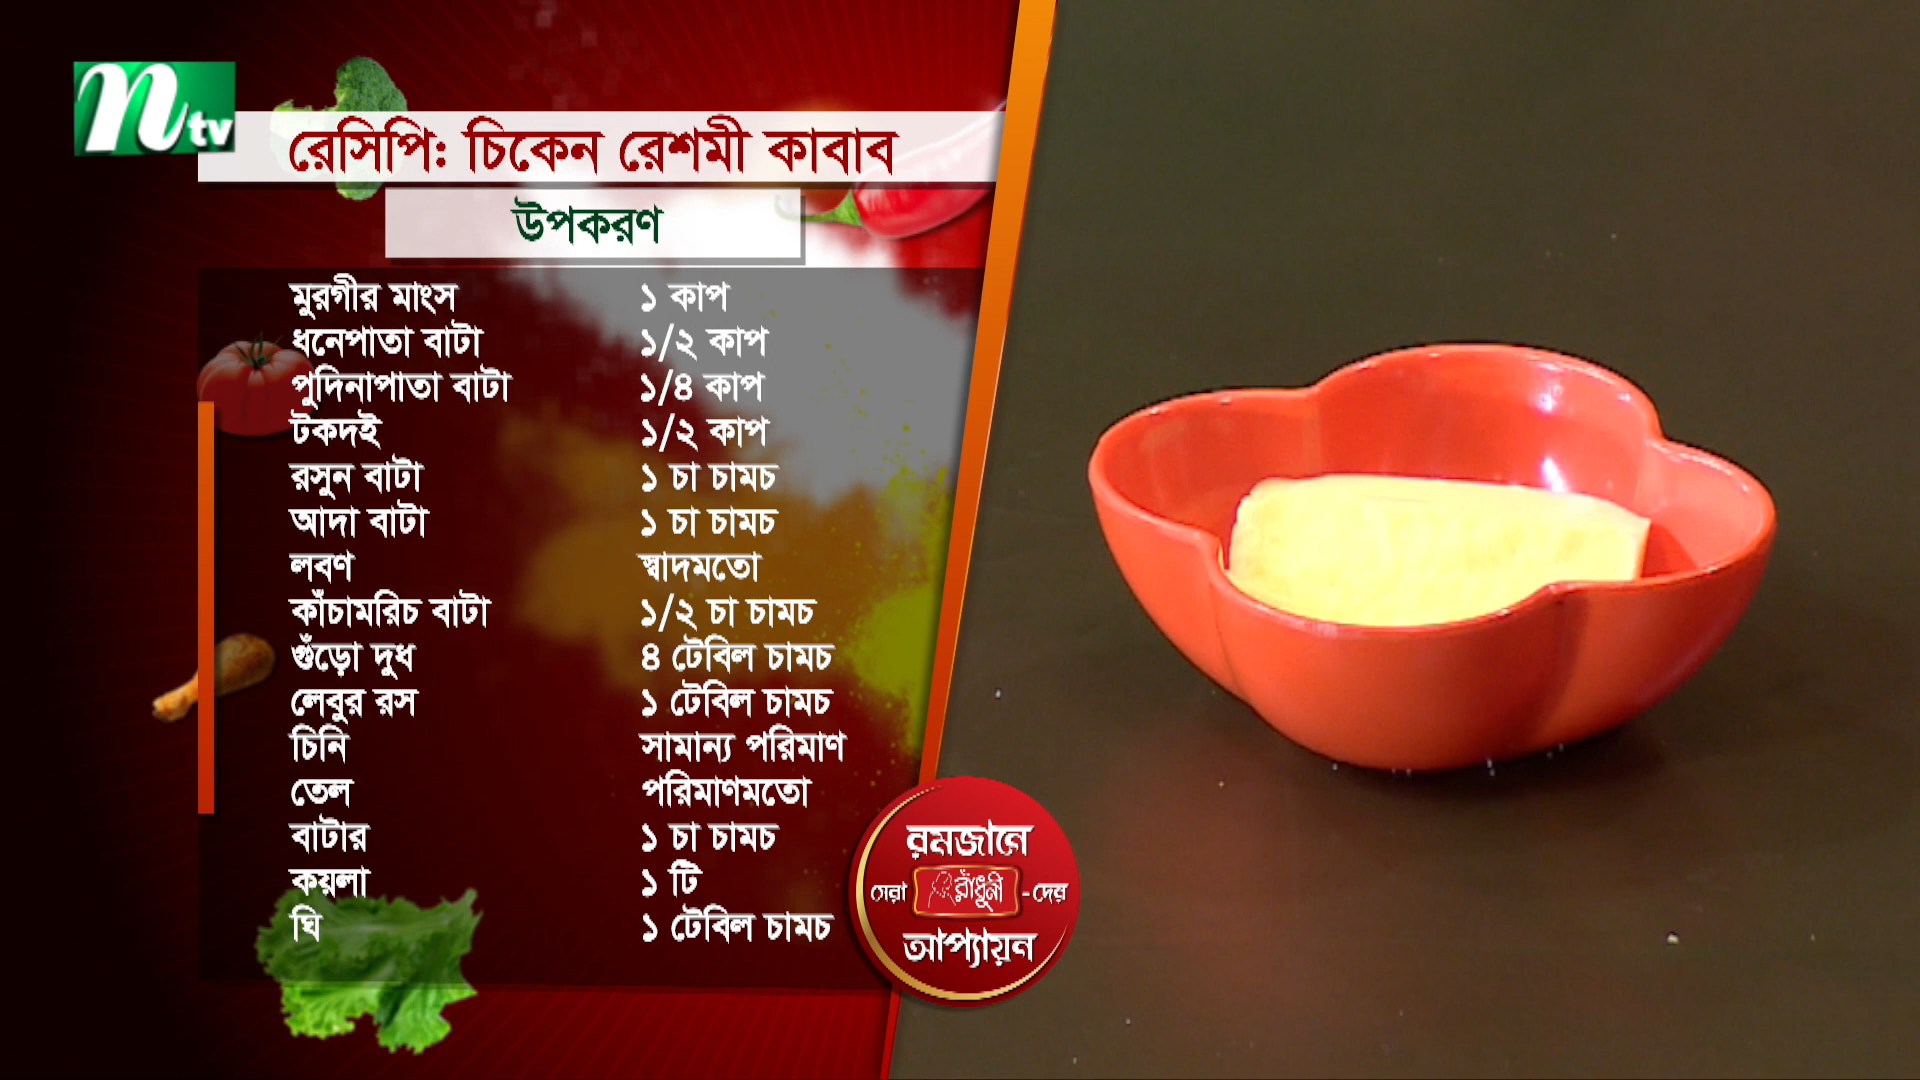 ntv
রেসিপি: চিকেন রেশমী কাবাব
উপকরণ
মুরগীর মাংস ১ কাপ
ধনেপাতা বাটা ১/২ কাপ
পুদিনাপাতা বাটা ১/৪ কাপ
টকদই ১/২ কাপ
রসুন বাটা ১ চা চামচ
আদা বাটা ১ চা চামচ
লবণ স্বাদমতো
কাঁচামরিচ বাটা ১/২ চা চামচ
গুঁড়ো দুধ ৪ টেবিল চামচ
লেবুর রস ১ টেবিল চামচ
চিনি সামান্য পরিমাণ
তেল পরিমাণমতো
বাটার ১ চা চামচ
কয়লা ১ টি
ঘি ১ টেবিল চামচ
রমজানে
সেরা রাঁধুনী -দের
আপ্যায়ন